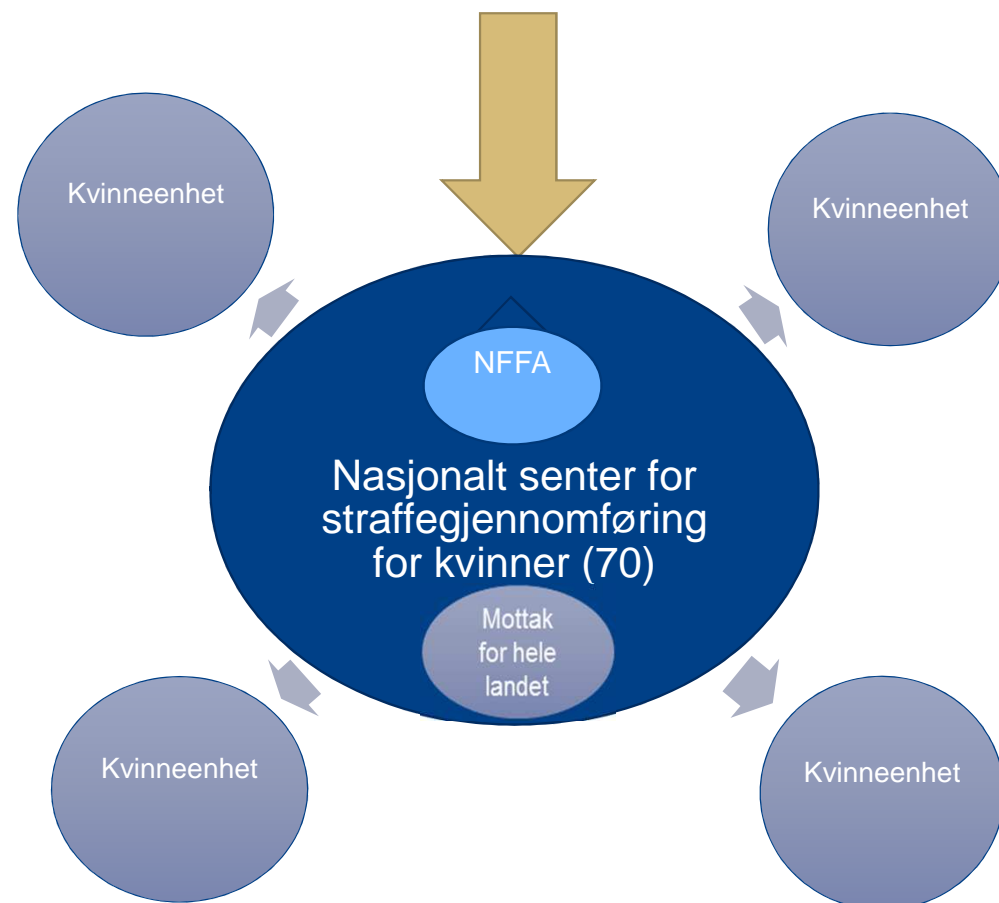 Kvinneenhet
Kvinneenhet
NFFA
Nasjonalt senter for
straffegjennomføring
for kvinner (70)
Mottak
for hele
landet
Kvinneenhet
Kvinneenhet